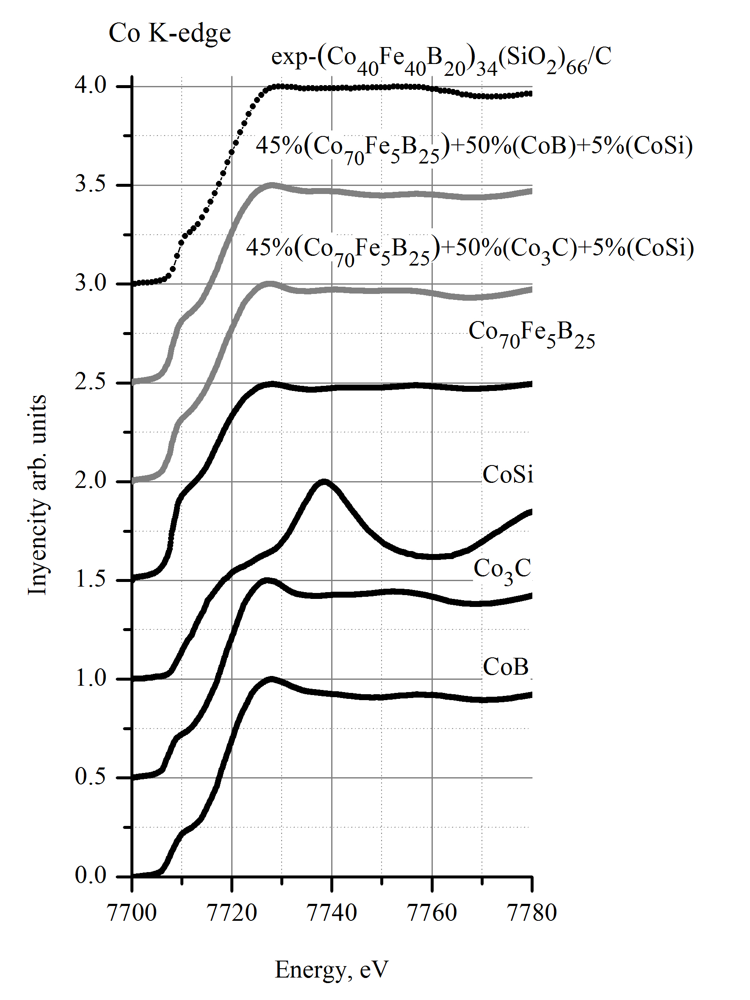 Co K-edge
exp-(Co40Fe40B20)34(SiO2)66/C
4.0
45%(Co70Fe5B25)+50%(CoB)+5%(CoSi)
3.5
45%(Co70Fe5B25)+50%(Co3C)+5%(CoSi)
3.0
Co70Fe5B25
2.5
CoSi
2.0
Co3C
1.5
CoB
1.0
0.5
0.0
Inyencity arb. units
7700 7720 7740 7760 7780
Energy, eV